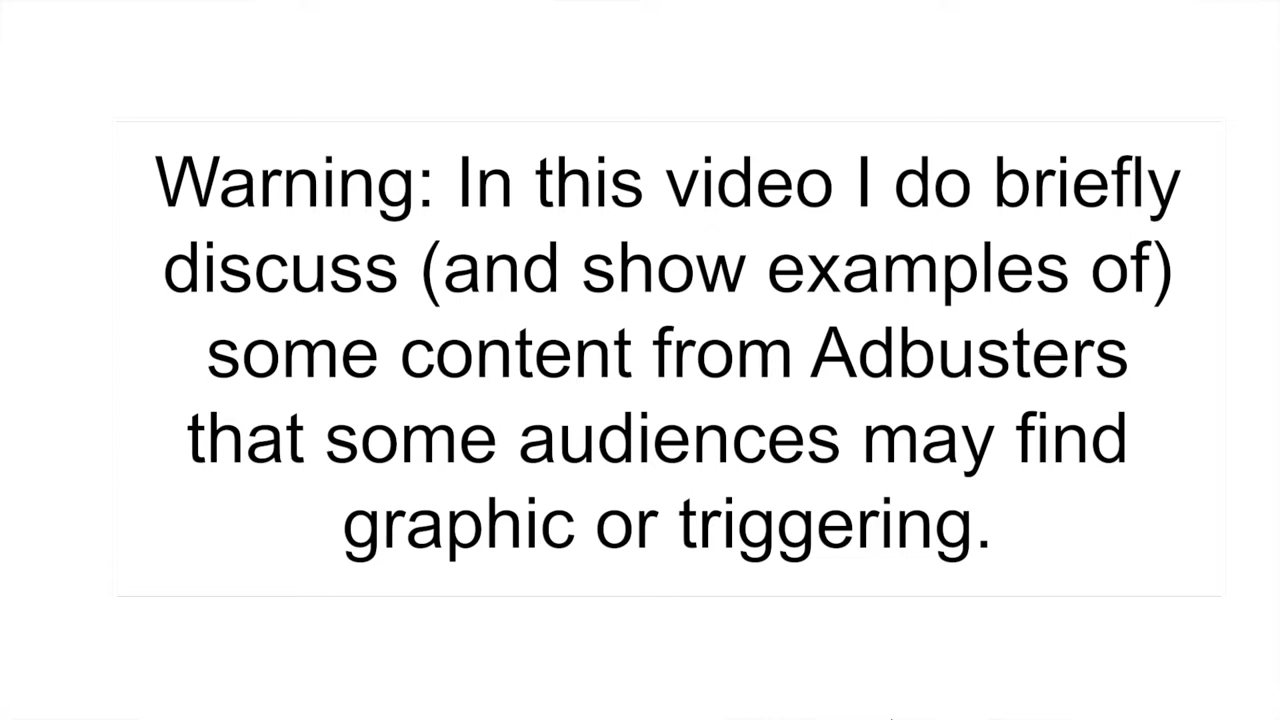 Warning: In this video I do briefly
discuss (and show examples of)
some content from Adbusters
that some audiences may find
graphic or triggering.